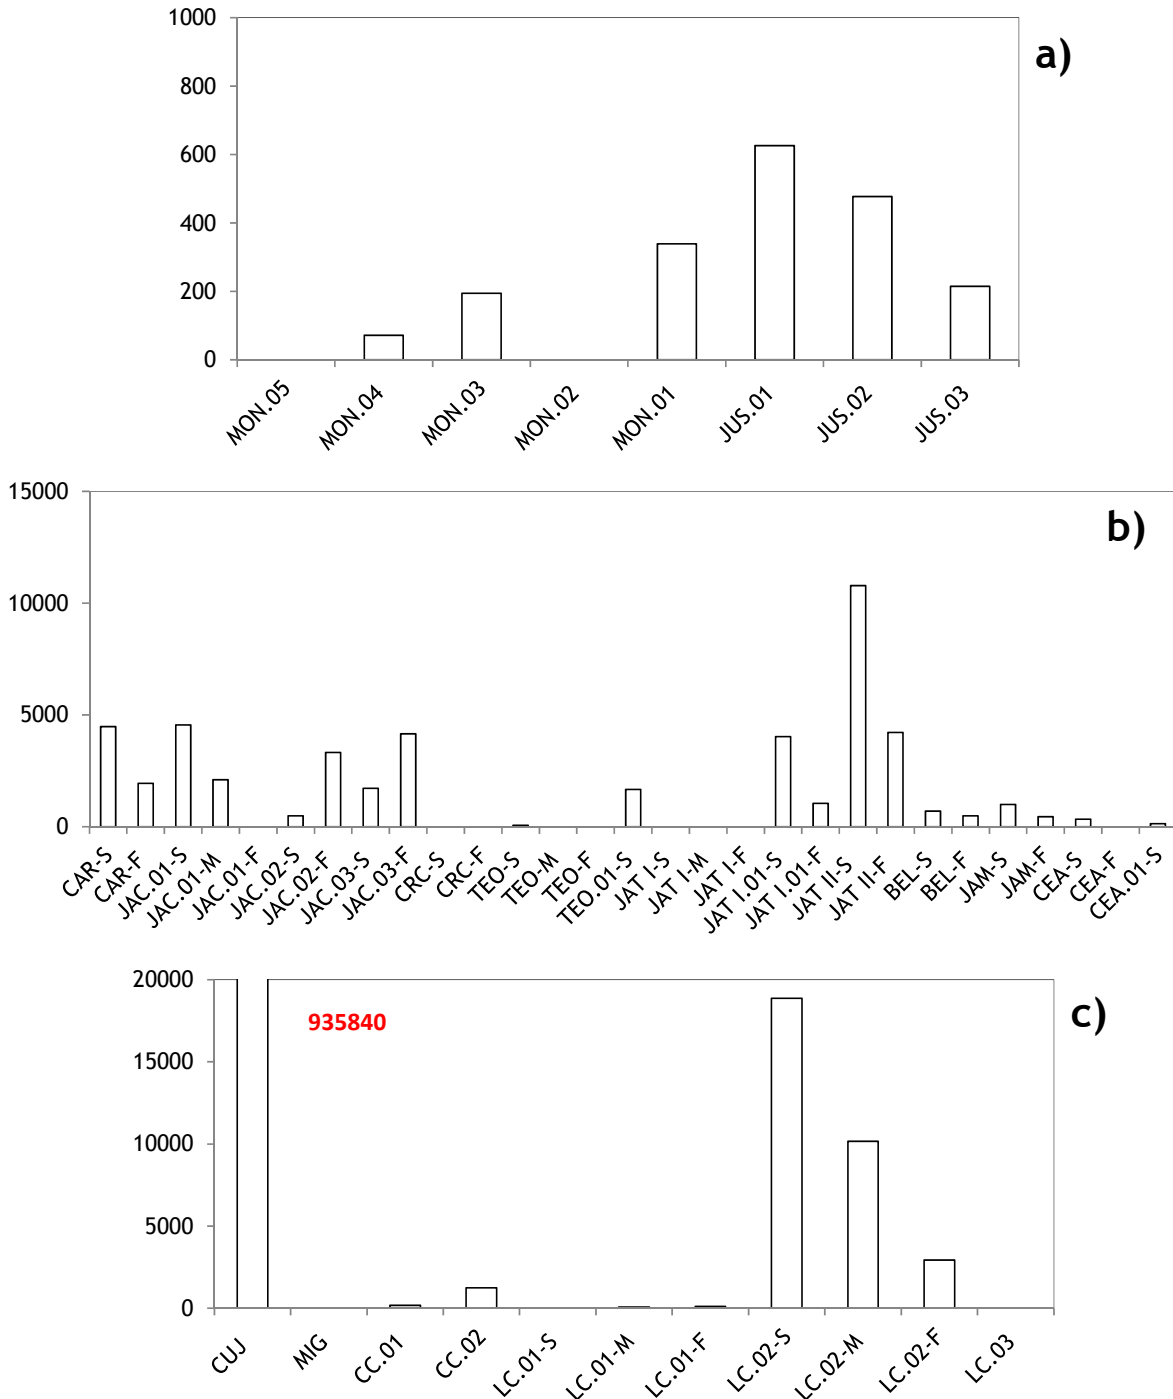 1000
a)
800
600
400
200
0
MON.05 MON.04 MON.03 MON.02 MON.01 JUS.01 JUS.02 JUS.03
15000
b)
10000
5000
0
CAR-S CAR-F JAC.01-S JAC.01-M JAC.01-F JAC.02-S JAC.02-F JAC.03-S JAC.03-F CRC-S CRC-F TEO-S TEO-M TEO-F TEO.01-S JAT I-S JAT I-M JAT I-F JAT I.01-S JAT I.01-F JAT II-S JAT II-F BEL-S BEL-F JAM-S JAM-F CEA-S CEA-F CEA.01-S
20000
c)
935840
15000
10000
5000
0
CUJ MIG CC.01 CC.02 LC.01-S LC.01-M LC.01-F LC.02-S LC.02-M LC.02-F LC.03